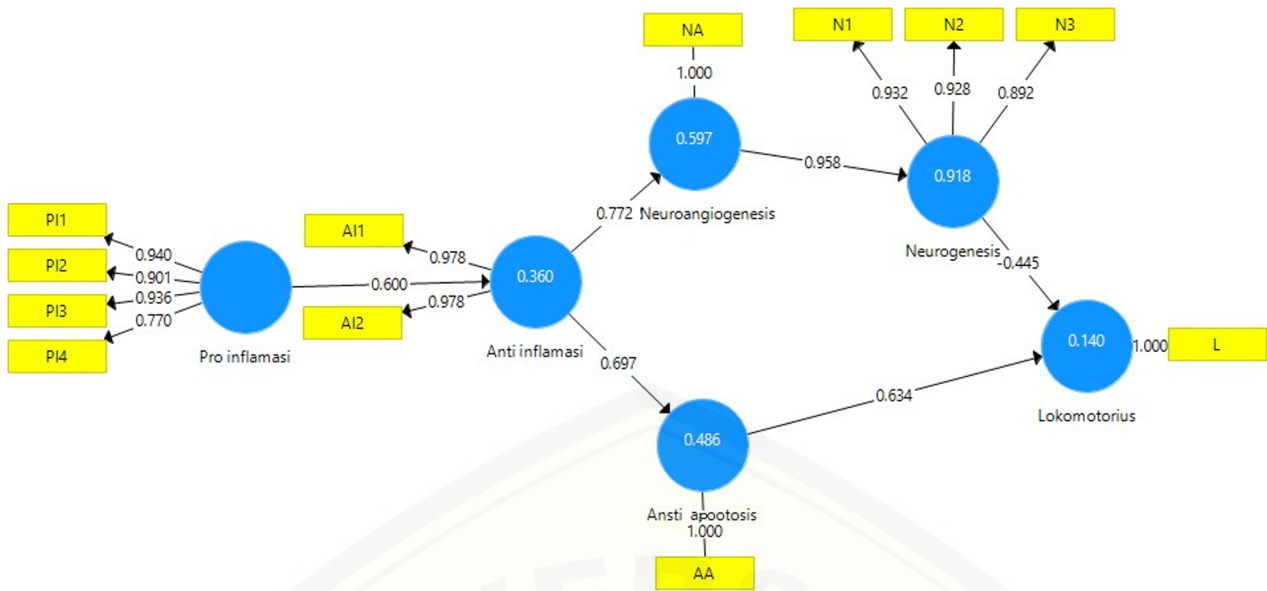 NA
N1
N2
N3
1.000
0.932
0.928
0.892
0.597
0.958
0.918
Neuroangiogenesis
0.772
Neurogenesis
-0.445
PI1
PI2
PI3
PI4
0.940
0.901
0.936
0.770
Pro inflamasi
0.600
AI1
AI2
0.978
0.978
0.360
Anti inflamasi
0.697
0.486
Ansti apootosis
1.000
AA
0.634
0.140
1.000
L
Lokomotorius